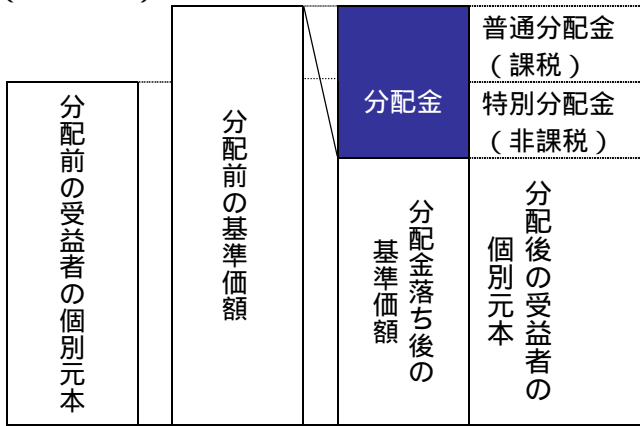 分配前の受益者の個別元本
分配前の基準価額
分配金
普通分配金
(課税)
特別分配金
(非課税)
分配金落ち後の
基準価額
分配後の受益者の
個別元本